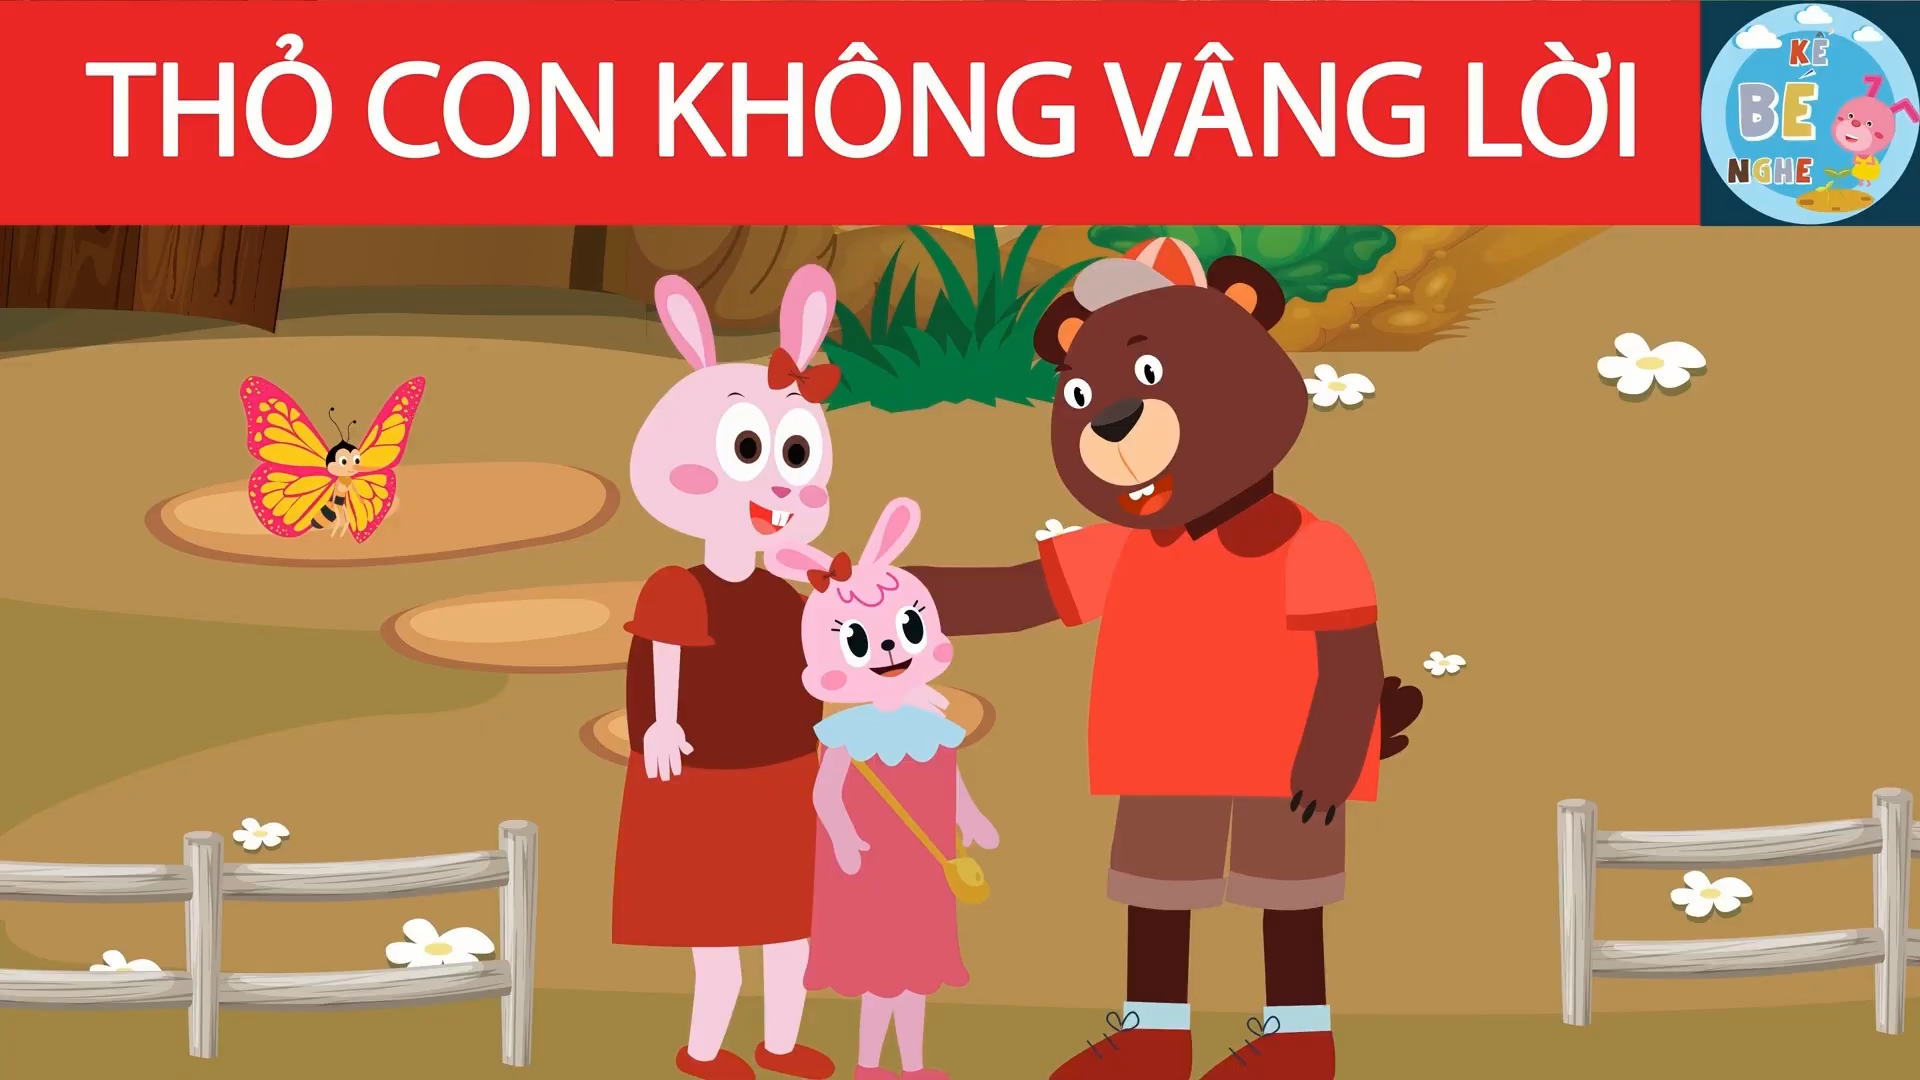 THỎ CON KHÔNG VÂNG LỜI
KỂ
BÉ
NGHE